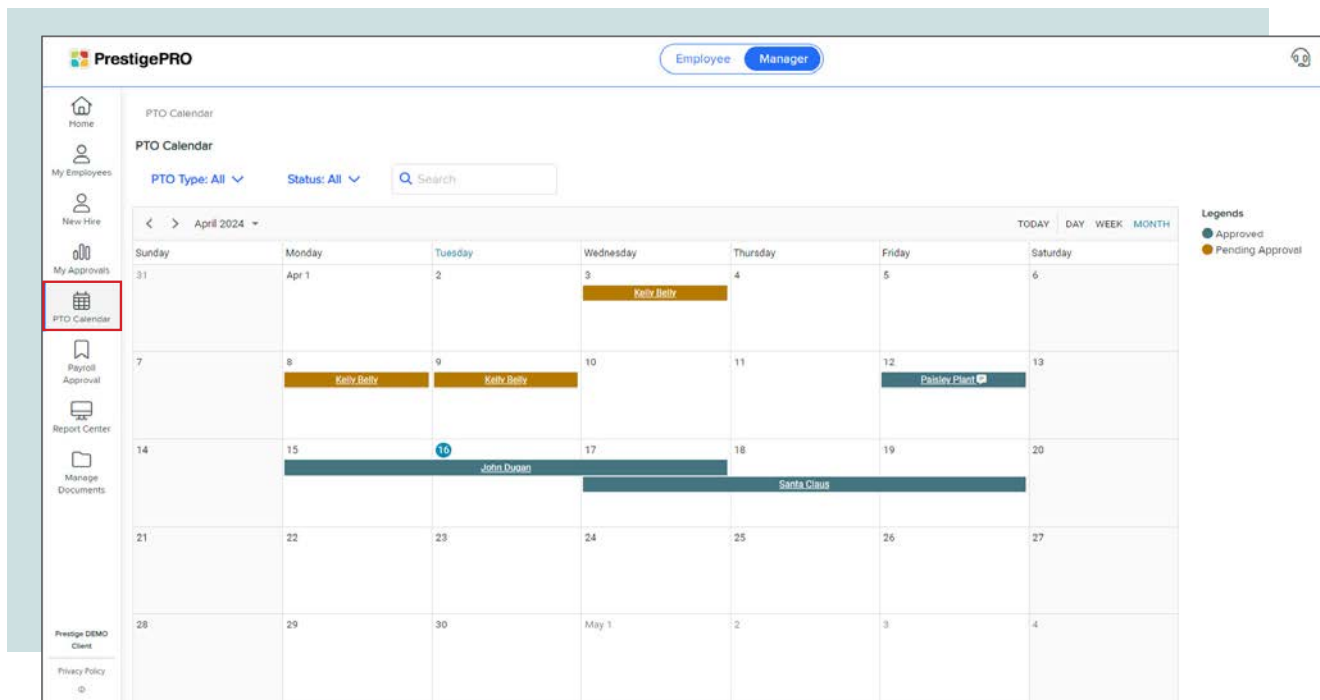 PrestigePRO
Employee Manager
Home
My Employees
New Hire
My Approvals
PTO Calendar
Payroll
Approval
Report Center
Manage
Documents
Prestige DEMO
Client
Privacy Policy
PTO Calendar
PTO Calendar
PTO Type: All Status: All Search
April 2024 TODAY DAY WEEK MONTH
Sunday Monday Tuesday Wednesday Thursday Friday Saturday
31 Apr 1 2 3 4 5 6
Kelly Belly
7 8 9 10 11 12 13
Kelly Belly Kelly Belly Paisley Plant
14 15 16 17 18 19 20
John Dugan
Santa Claus
21 22 23 24 25 26 27
28 29 30 May 1 2 3 4
Legends
Approved
Pending Approval